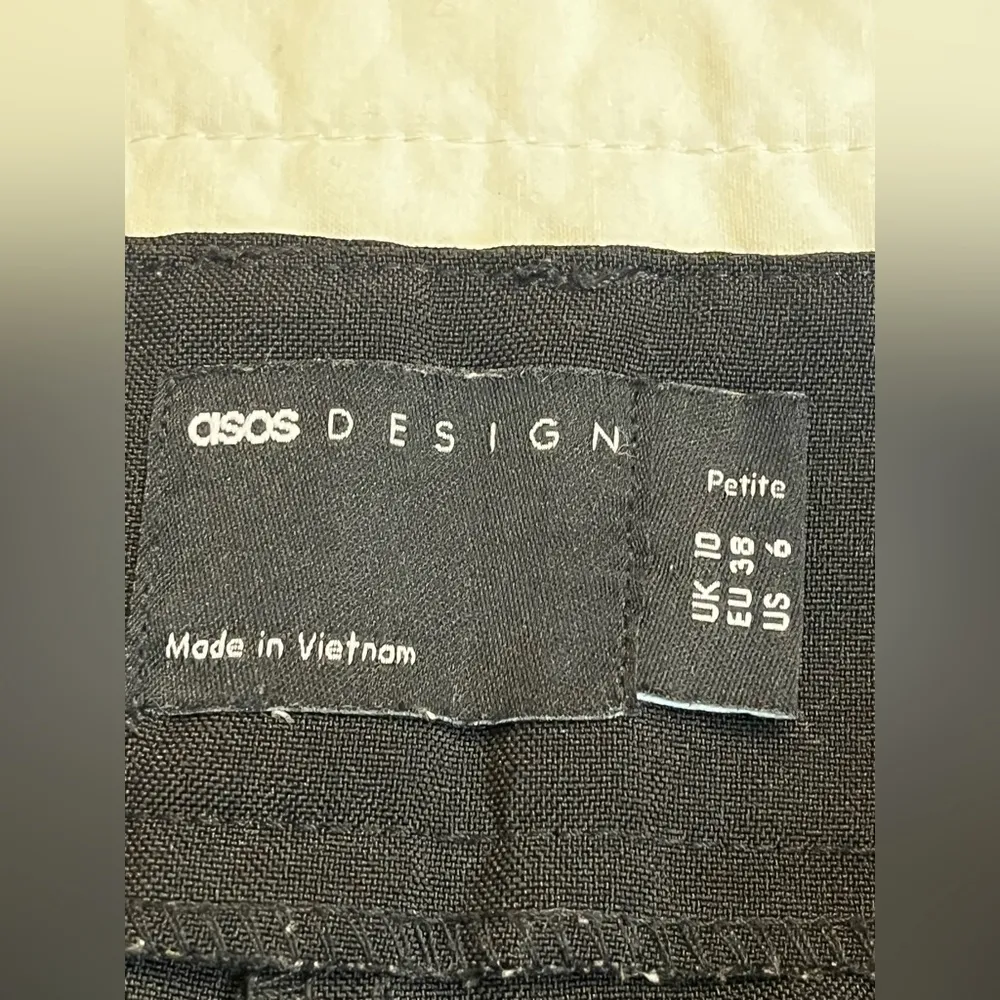 asos DESIGN
Made in Vietnam
Petite
UK 10
EU 38
US 6